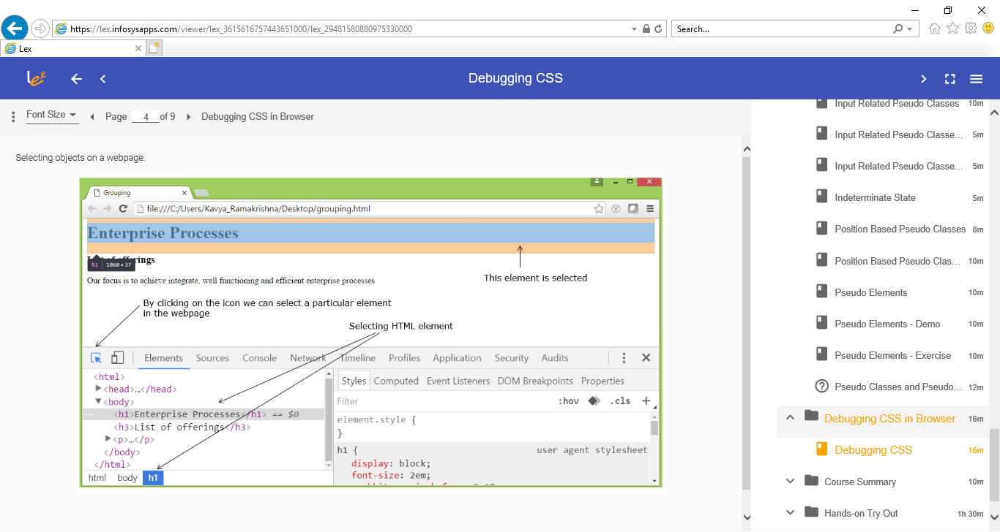 https://lex.infosysapps.com/viewer/lex_3615616757443651000/lex_29481580880975330000
Search...
Lex
lex
Debugging CSS
Font Size
Page 4 of 9
Debugging CSS in Browser
Selecting objects on a webpage.
Grouping
file:///C:/Users/Kavya_Ramakrishna/Desktop/grouping.html
Enterprise Processes
List of offerings
h1 1060×37
Our focus is to achieve integrate, well functioning and efficient enterprise processes
This element is selected
By clicking on the icon we can select a particular element
in the webpage
Selecting HTML element
Elements Sources Console Network Timeline Profiles Application Security Audits
<html>
<head>…</head>
<body>
<h1>Enterprise Processes</h1> == $0
<h3>List of offerings</h3>
<p>…</p>
</body>
</html>
html body h1
Styles Computed Event Listeners DOM Breakpoints Properties
Filter :hov .cls +
element.style {
}
h1 { user agent stylesheet
display: block;
font-size: 2em;
Input Related Pseudo Classes 10m
Input Related Pseudo Classe... 5m
Input Related Pseudo Classe... 5m
Indeterminate State 5m
Position Based Pseudo Classes 8m
Position Based Pseudo Clas... 10m
Pseudo Elements 10m
Pseudo Elements - Demo 10m
Pseudo Elements - Exercise 10m
Pseudo Classes and Pseudo... 12m
Debugging CSS in Browser 16m
Debugging CSS 16m
Course Summary 10m
Hands-on Try Out 1h 30m